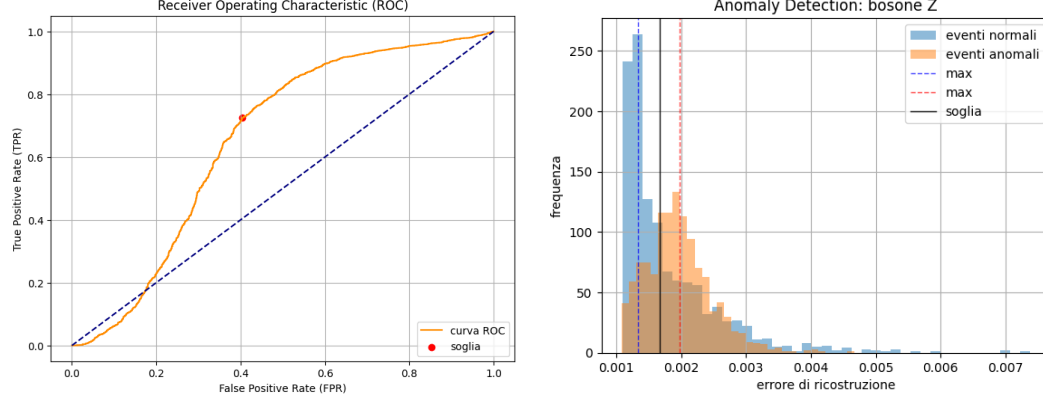 Receiver Operating Characteristic (ROC)
1.0
0.8
0.6
0.4
0.2
0.0
True Positive Rate (TPR)
0.0 0.2 0.4 0.6 0.8 1.0
False Positive Rate (FPR)
curva ROC
soglia
Anomaly Detection: bosone Z
250
200
150
100
50
0
frequenza
0.001 0.002 0.003 0.004 0.005 0.006 0.007
errore di ricostruzione
eventi normali
eventi anomali
max
max
soglia